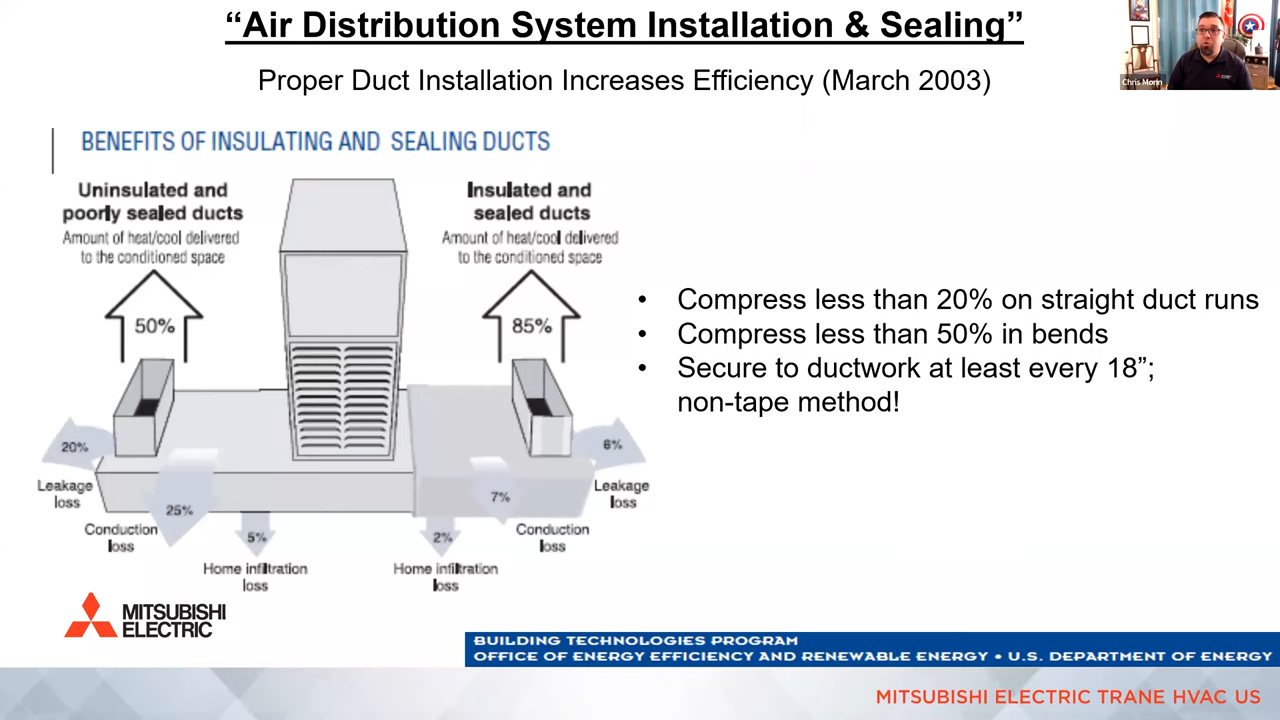 “Air Distribution System Installation & Sealing”
Proper Duct Installation Increases Efficiency (March 2003)
Chris Morin
BENEFITS OF INSULATING AND SEALING DUCTS
Uninsulated and
poorly sealed ducts
Amount of heat/cool delivered
to the conditioned space
50%
20%
Leakage
loss
25%
Conduction
loss
5%
Home infiltration
loss
Insulated and
sealed ducts
Amount of heat/cool delivered
to the conditioned space
85%
6%
Leakage
loss
7%
Conduction
loss
2%
Home infiltration
loss
• Compress less than 20% on straight duct runs
• Compress less than 50% in bends
• Secure to ductwork at least every 18”;
non-tape method!
MITSUBISHI
ELECTRIC
BUILDING TECHNOLOGIES PROGRAM
OFFICE OF ENERGY EFFICIENCY AND RENEWABLE ENERGY • U.S. DEPARTMENT OF ENERGY
MITSUBISHI ELECTRIC TRANE HVAC US